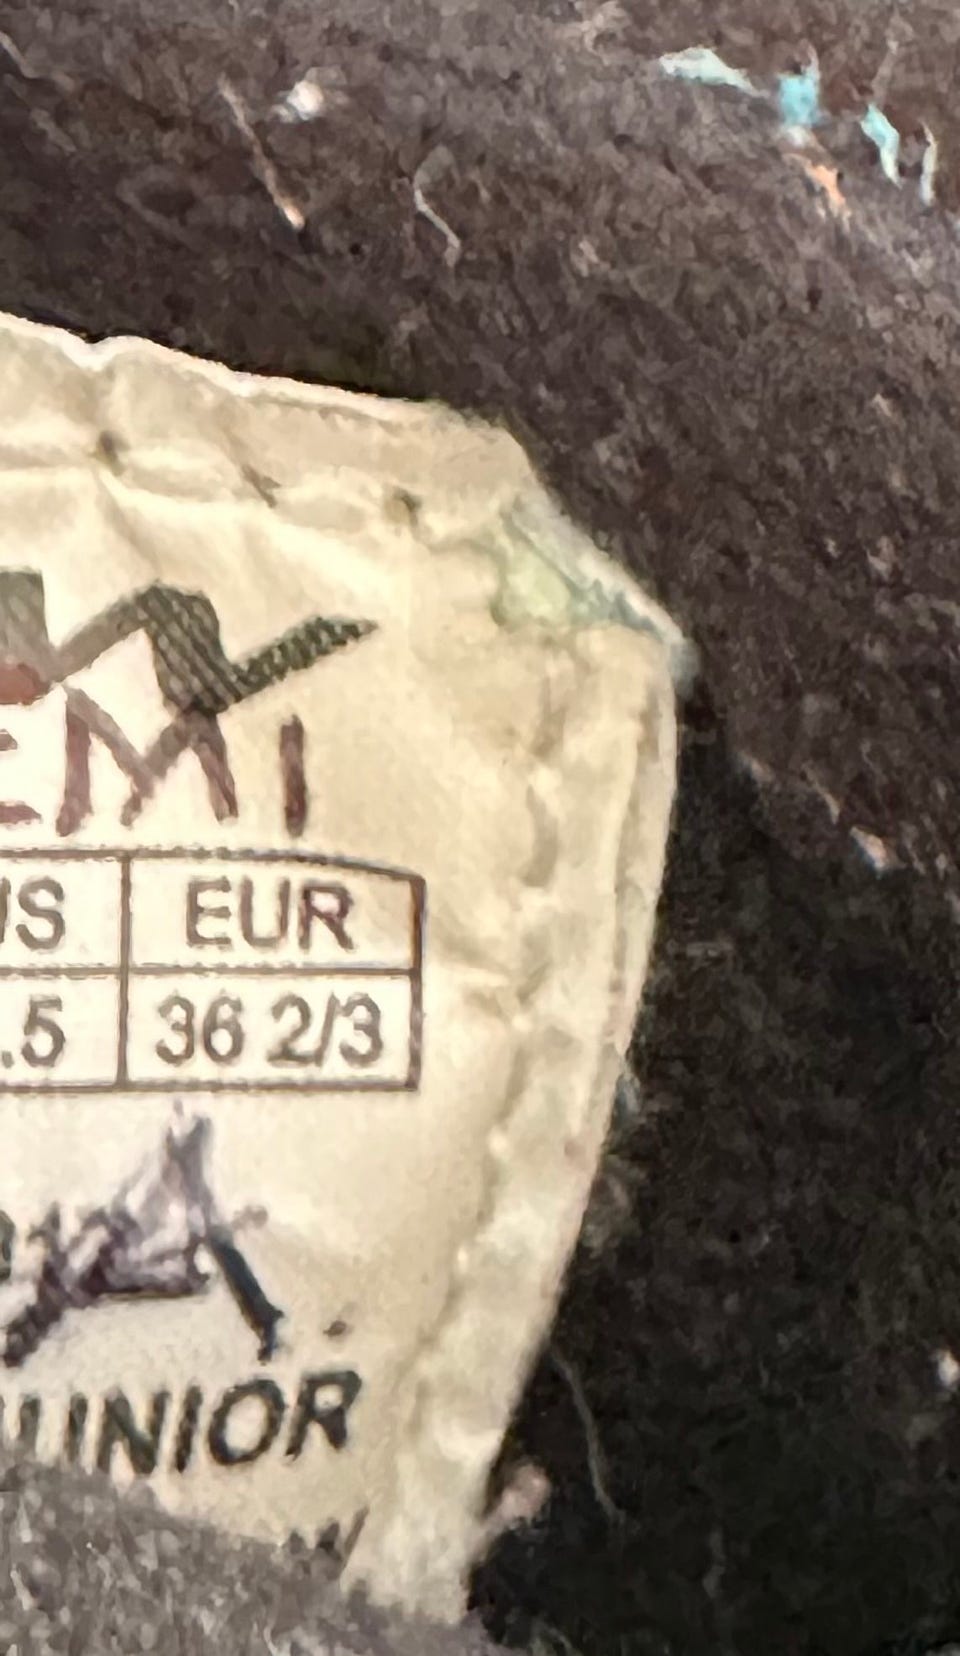 EMI
US EUR
.5 36 2/3
JUNIOR